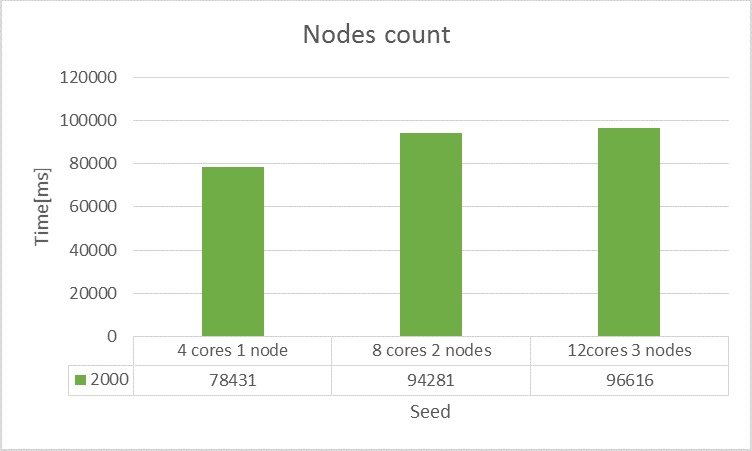 Nodes count
120000
100000
80000
60000
40000
20000
0
Time[ms]
4 cores 1 node 8 cores 2 nodes 12cores 3 nodes
2000 78431 94281 96616
Seed